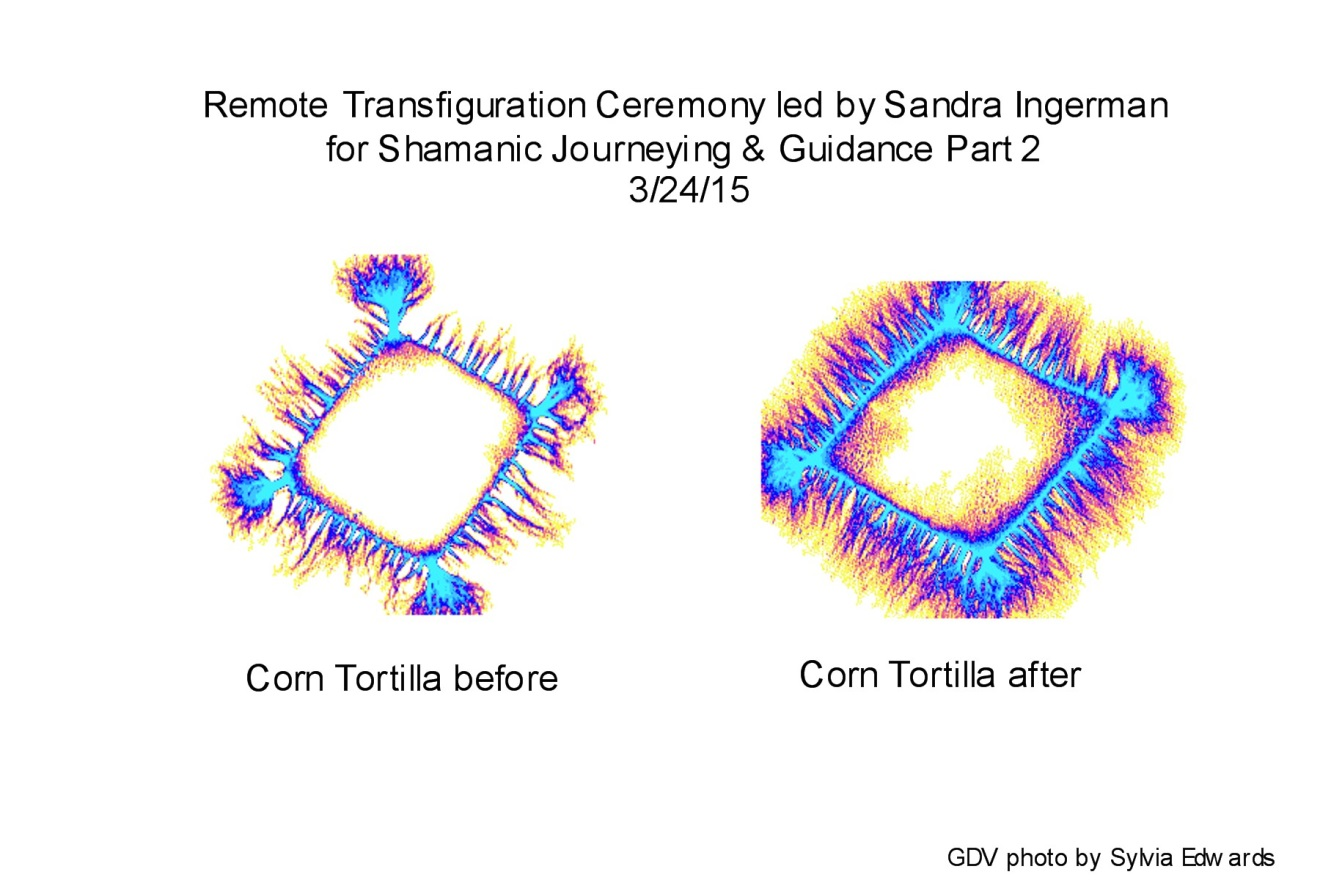 Remote Transfiguration Ceremony led by Sandra Ingerman
for Shamanic Journeying & Guidance Part 2
3/24/15
Corn Tortilla before
Corn Tortilla after
GDV photo by Sylvia Edwards